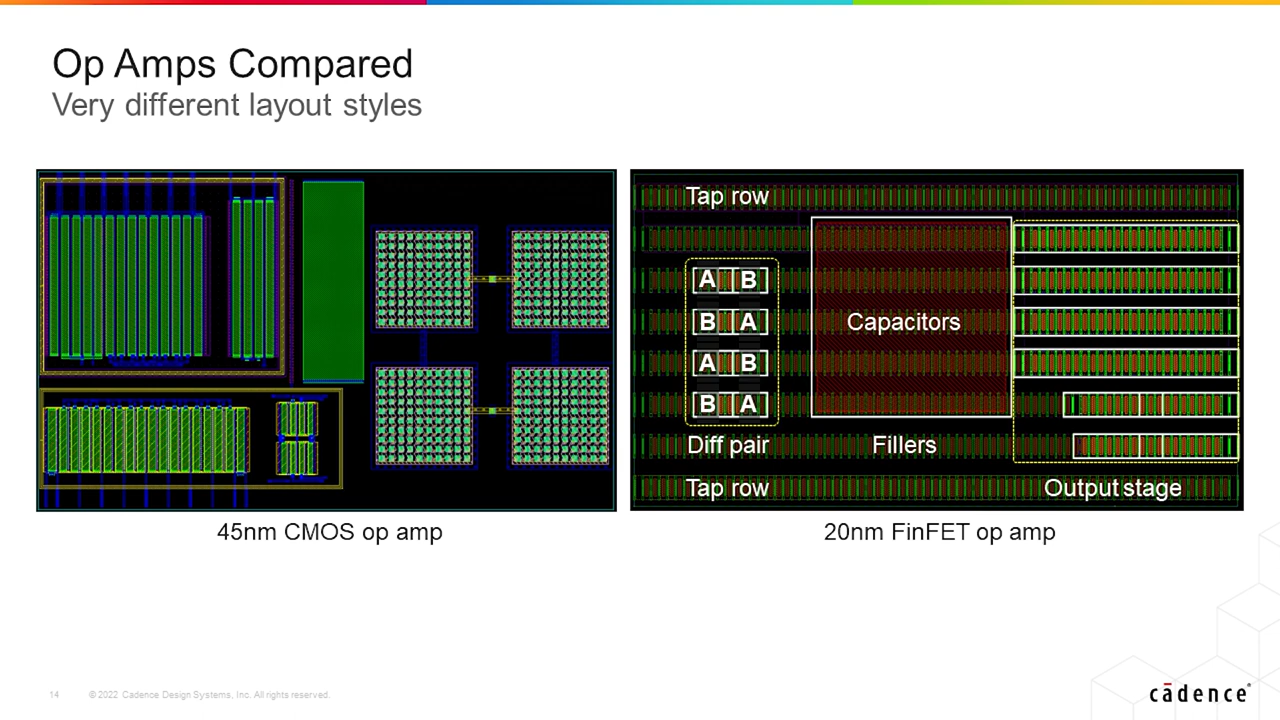 Op Amps Compared
Very different layout styles
Tap row
A B
B A
Capacitors
A B
B A
Diff pair
Fillers
Tap row
Output stage
45nm CMOS op amp
20nm FinFET op amp
14
© 2022 Cadence Design Systems, Inc. All rights reserved.
cādence®